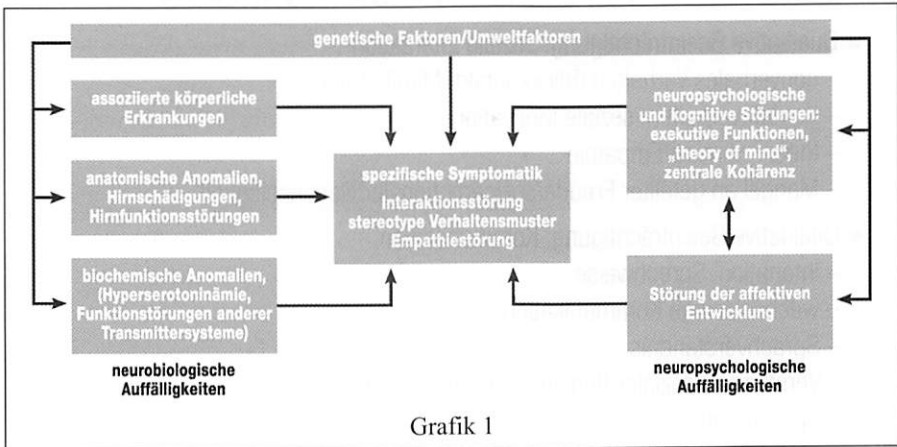 genetische Faktoren/Umweltfaktoren
assoziierte körperliche
Erkrankungen
anatomische Anomalien,
Hirnschädigungen,
Hirnfunktionsstörungen
biochemische Anomalien,
(Hyperserotoninämie,
Funktionstörungen anderer
Transmittersysteme)
neurobiologische
Auffälligkeiten
spezifische Symptomatik
Interaktionsstörung
stereotype Verhaltensmuster
Empathiestörung
neuropsychologische
und kognitive Störungen:
exekutive Funktionen,
„theory of mind“,
zentrale Kohärenz
Störung der affektiven
Entwicklung
neuropsychologische
Auffälligkeiten
Grafik 1